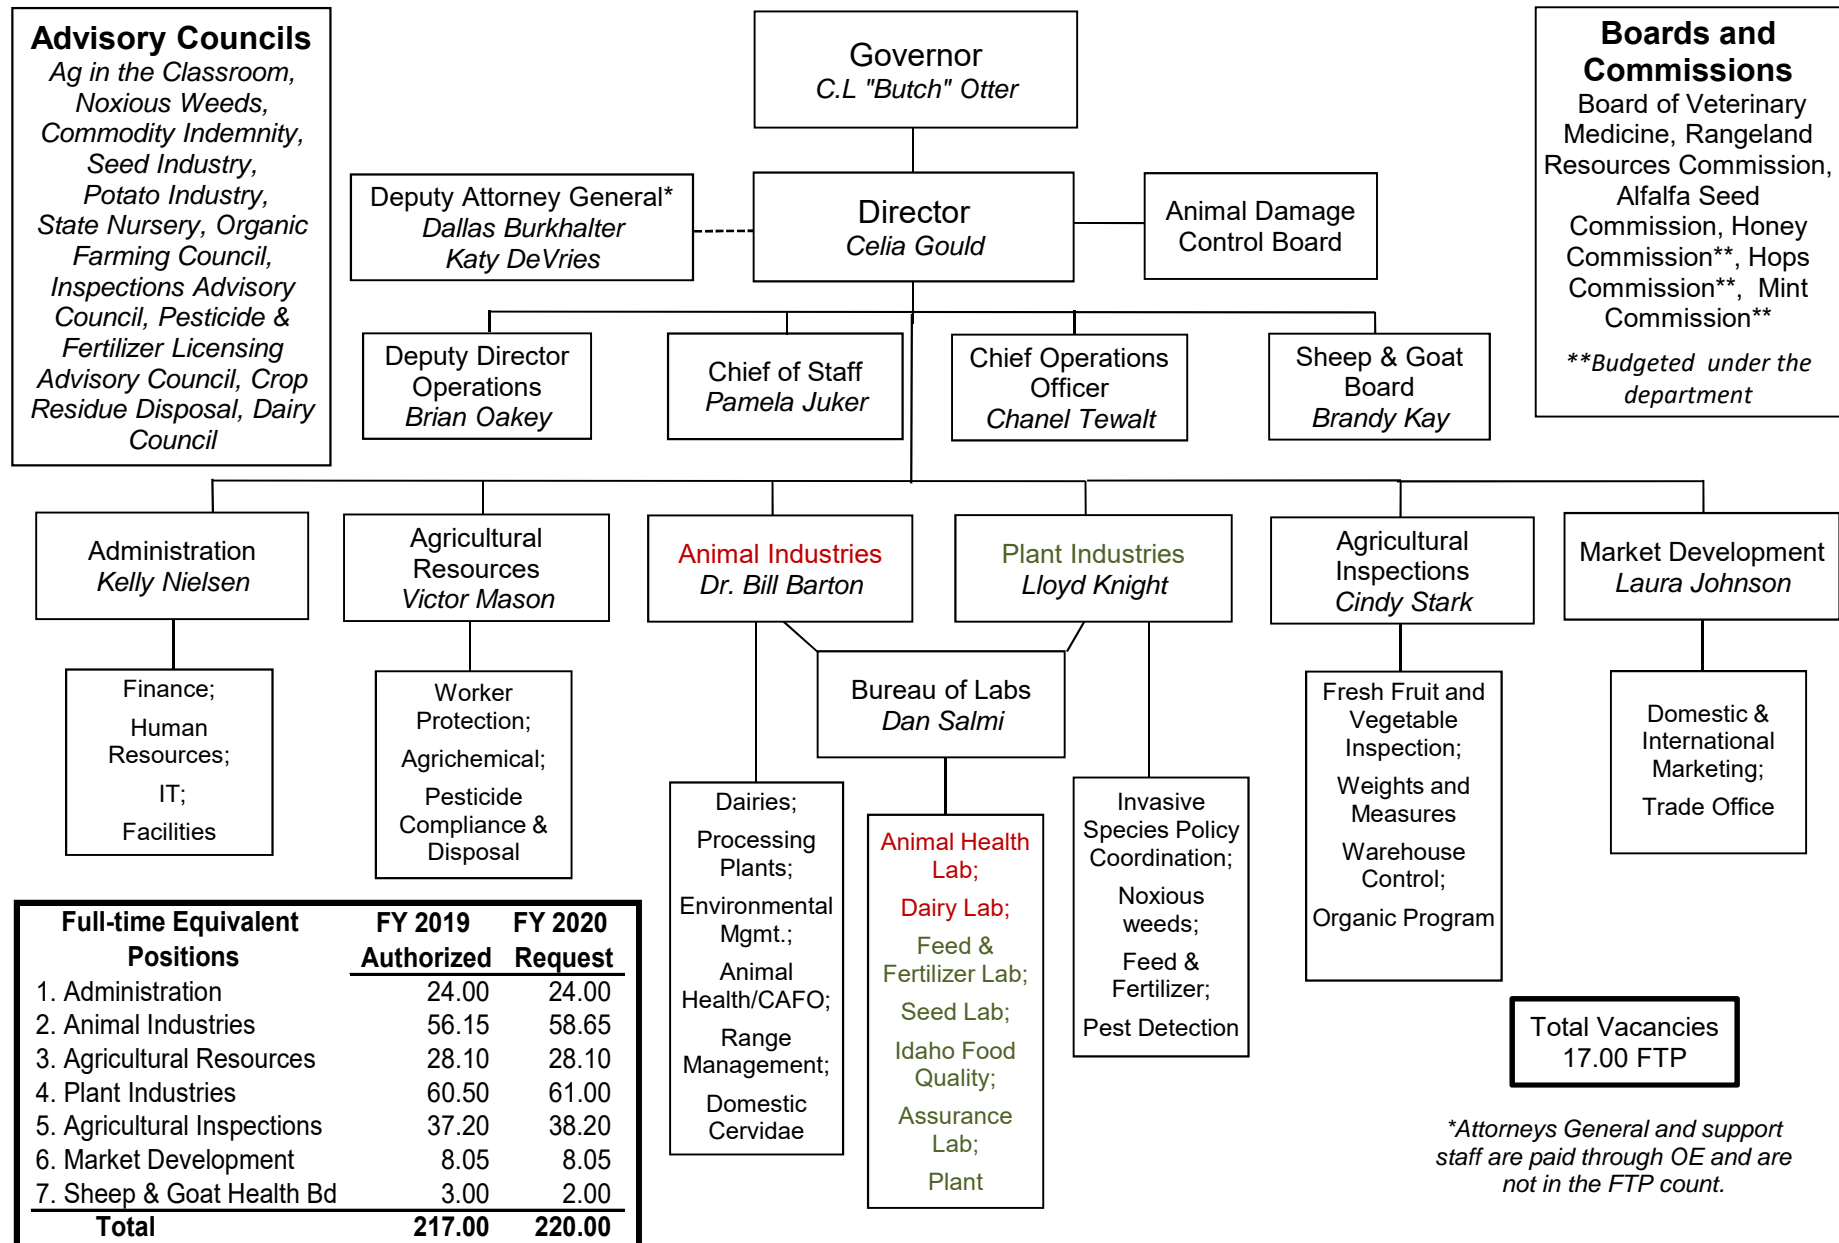 Advisory Councils
Ag in the Classroom,
Noxious Weeds,
Commodity Indemnity,
Seed Industry,
Potato Industry,
State Nursery, Organic
Farming Council,
Inspections Advisory
Council, Pesticide &
Fertilizer Licensing
Advisory Council, Crop
Residue Disposal, Dairy
Council
Governor
C.L "Butch" Otter
Boards and
Commissions
Board of Veterinary
Medicine, Rangeland
Resources Commission,
Alfalfa Seed
Commission, Honey
Commission**, Hops
Commission**, Mint
Commission**
**Budgeted under the
department
Deputy Attorney General*
Dallas Burkhalter
Katy DeVries
Director
Celia Gould
Animal Damage
Control Board
Deputy Director
Operations
Brian Oakey
Chief of Staff
Pamela Juker
Chief Operations
Officer
Chanel Tewalt
Sheep & Goat
Board
Brandy Kay
Administration
Kelly Nielsen
Agricultural
Resources
Victor Mason
Animal Industries
Dr. Bill Barton
Plant Industries
Lloyd Knight
Agricultural
Inspections
Cindy Stark
Market Development
Laura Johnson
Finance;
Human
Resources;
IT;
Facilities
Worker
Protection;
Agrichemical;
Pesticide
Compliance &
Disposal
Bureau of Labs
Dan Salmi
Dairies;
Processing
Plants;
Environmental
Mgmt.;
Animal
Health/CAFO;
Range
Management;
Domestic
Cervidae
Animal Health
Lab;
Dairy Lab;
Feed &
Fertilizer Lab;
Seed Lab;
Idaho Food
Quality;
Assurance
Lab;
Plant
Invasive
Species Policy
Coordination;
Noxious
weeds;
Feed &
Fertilizer;
Pest Detection
Fresh Fruit and
Vegetable
Inspection;
Weights and
Measures
Warehouse
Control;
Organic Program
Domestic &
International
Marketing;
Trade Office
Full-time Equivalent FY 2019 FY 2020
Positions Authorized Request
1. Administration 24.00 24.00
2. Animal Industries 56.15 58.65
3. Agricultural Resources 28.10 28.10
4. Plant Industries 60.50 61.00
5. Agricultural Inspections 37.20 38.20
6. Market Development 8.05 8.05
7. Sheep & Goat Health Bd 3.00 2.00
Total 217.00 220.00
Total Vacancies
17.00 FTP
*Attorneys General and support
staff are paid through OE and are
not in the FTP count.